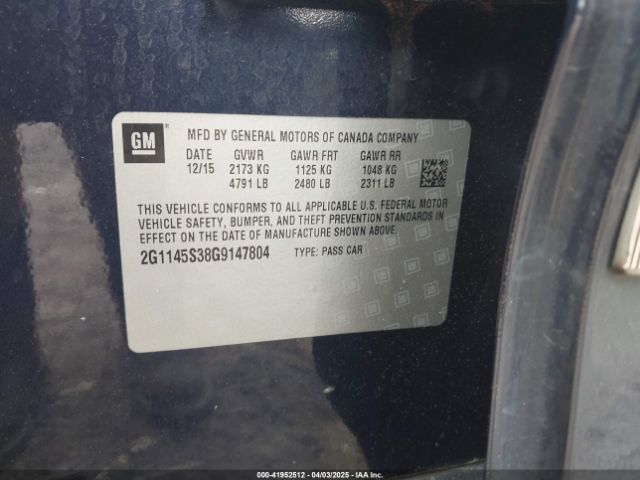 GM ®
MFD BY GENERAL MOTORS OF CANADA COMPANY
DATE GVWR GAWR FRT GAWR RR
12/15 2173 KG 1125 KG 1048 KG
4791 LB 2480 LB 2311 LB
THIS VEHICLE CONFORMS TO ALL APPLICABLE U.S. FEDERAL MOTOR
VEHICLE SAFETY, BUMPER, AND THEFT PREVENTION STANDARDS IN
EFFECT ON THE DATE OF MANUFACTURE SHOWN ABOVE.
2G1145S38G9147804 TYPE: PASS CAR
000-41952512 - 04/03/2025 - IAAI.COM